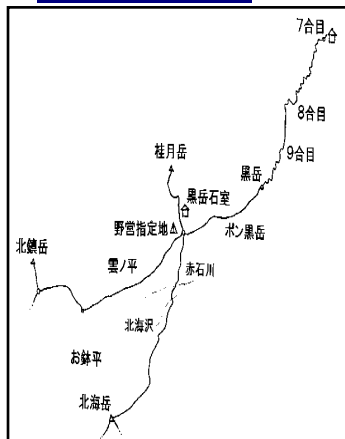 7合目
8合目
9合目
桂月岳
黒岳
黒岳石室
野営指定地
ポン黒岳
北鎮岳
雲ノ平
赤石川
北海沢
お鉢平
北海岳